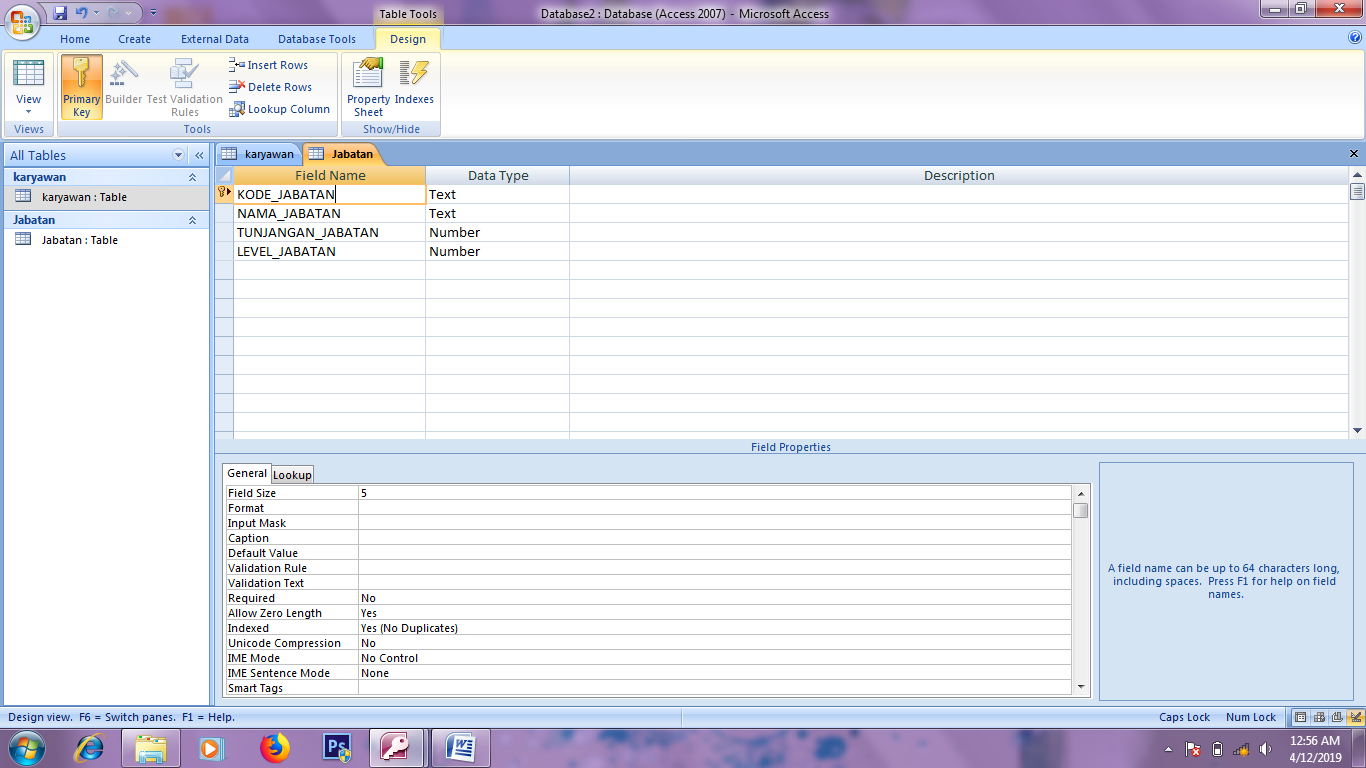 Table Tools
Database2 : Database (Access 2007) - Microsoft Access
Home Create External Data Database Tools Design
View
Views
Primary Key
Builder
Test Validation Rules
Insert Rows
Delete Rows
Lookup Column
Tools
Property Sheet
Indexes
Show/Hide
All Tables
karyawan
karyawan : Table
Jabatan
Jabatan : Table
karyawan Jabatan
Field Name Data Type Description
KODE_JABATAN Text
NAMA_JABATAN Text
TUNJANGAN_JABATAN Number
LEVEL_JABATAN Number
Field Properties
General Lookup
Field Size 5
Format
Input Mask
Caption
Default Value
Validation Rule
Validation Text
Required No
Allow Zero Length Yes
Indexed Yes (No Duplicates)
Unicode Compression No
IME Mode No Control
IME Sentence Mode None
Smart Tags
A field name can be up to 64 characters long,
including spaces. Press F1 for help on field
names.
Design view. F6 = Switch panes. F1 = Help.
Caps Lock Num Lock
Ps
12:56 AM
4/12/2019